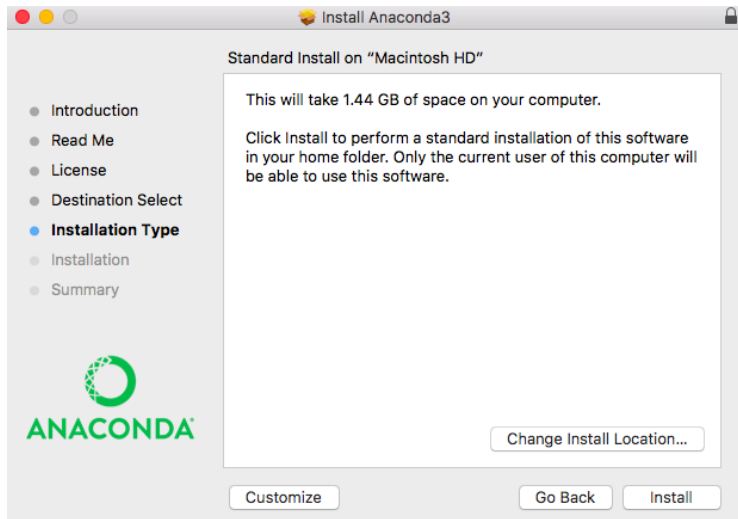 Install Anaconda3
Standard Install on “Macintosh HD”
Introduction
Read Me
License
Destination Select
Installation Type
Installation
Summary
This will take 1.44 GB of space on your computer.
Click Install to perform a standard installation of this software
in your home folder. Only the current user of this computer will
be able to use this software.
ANACONDA
Change Install Location...
Customize
Go Back
Install